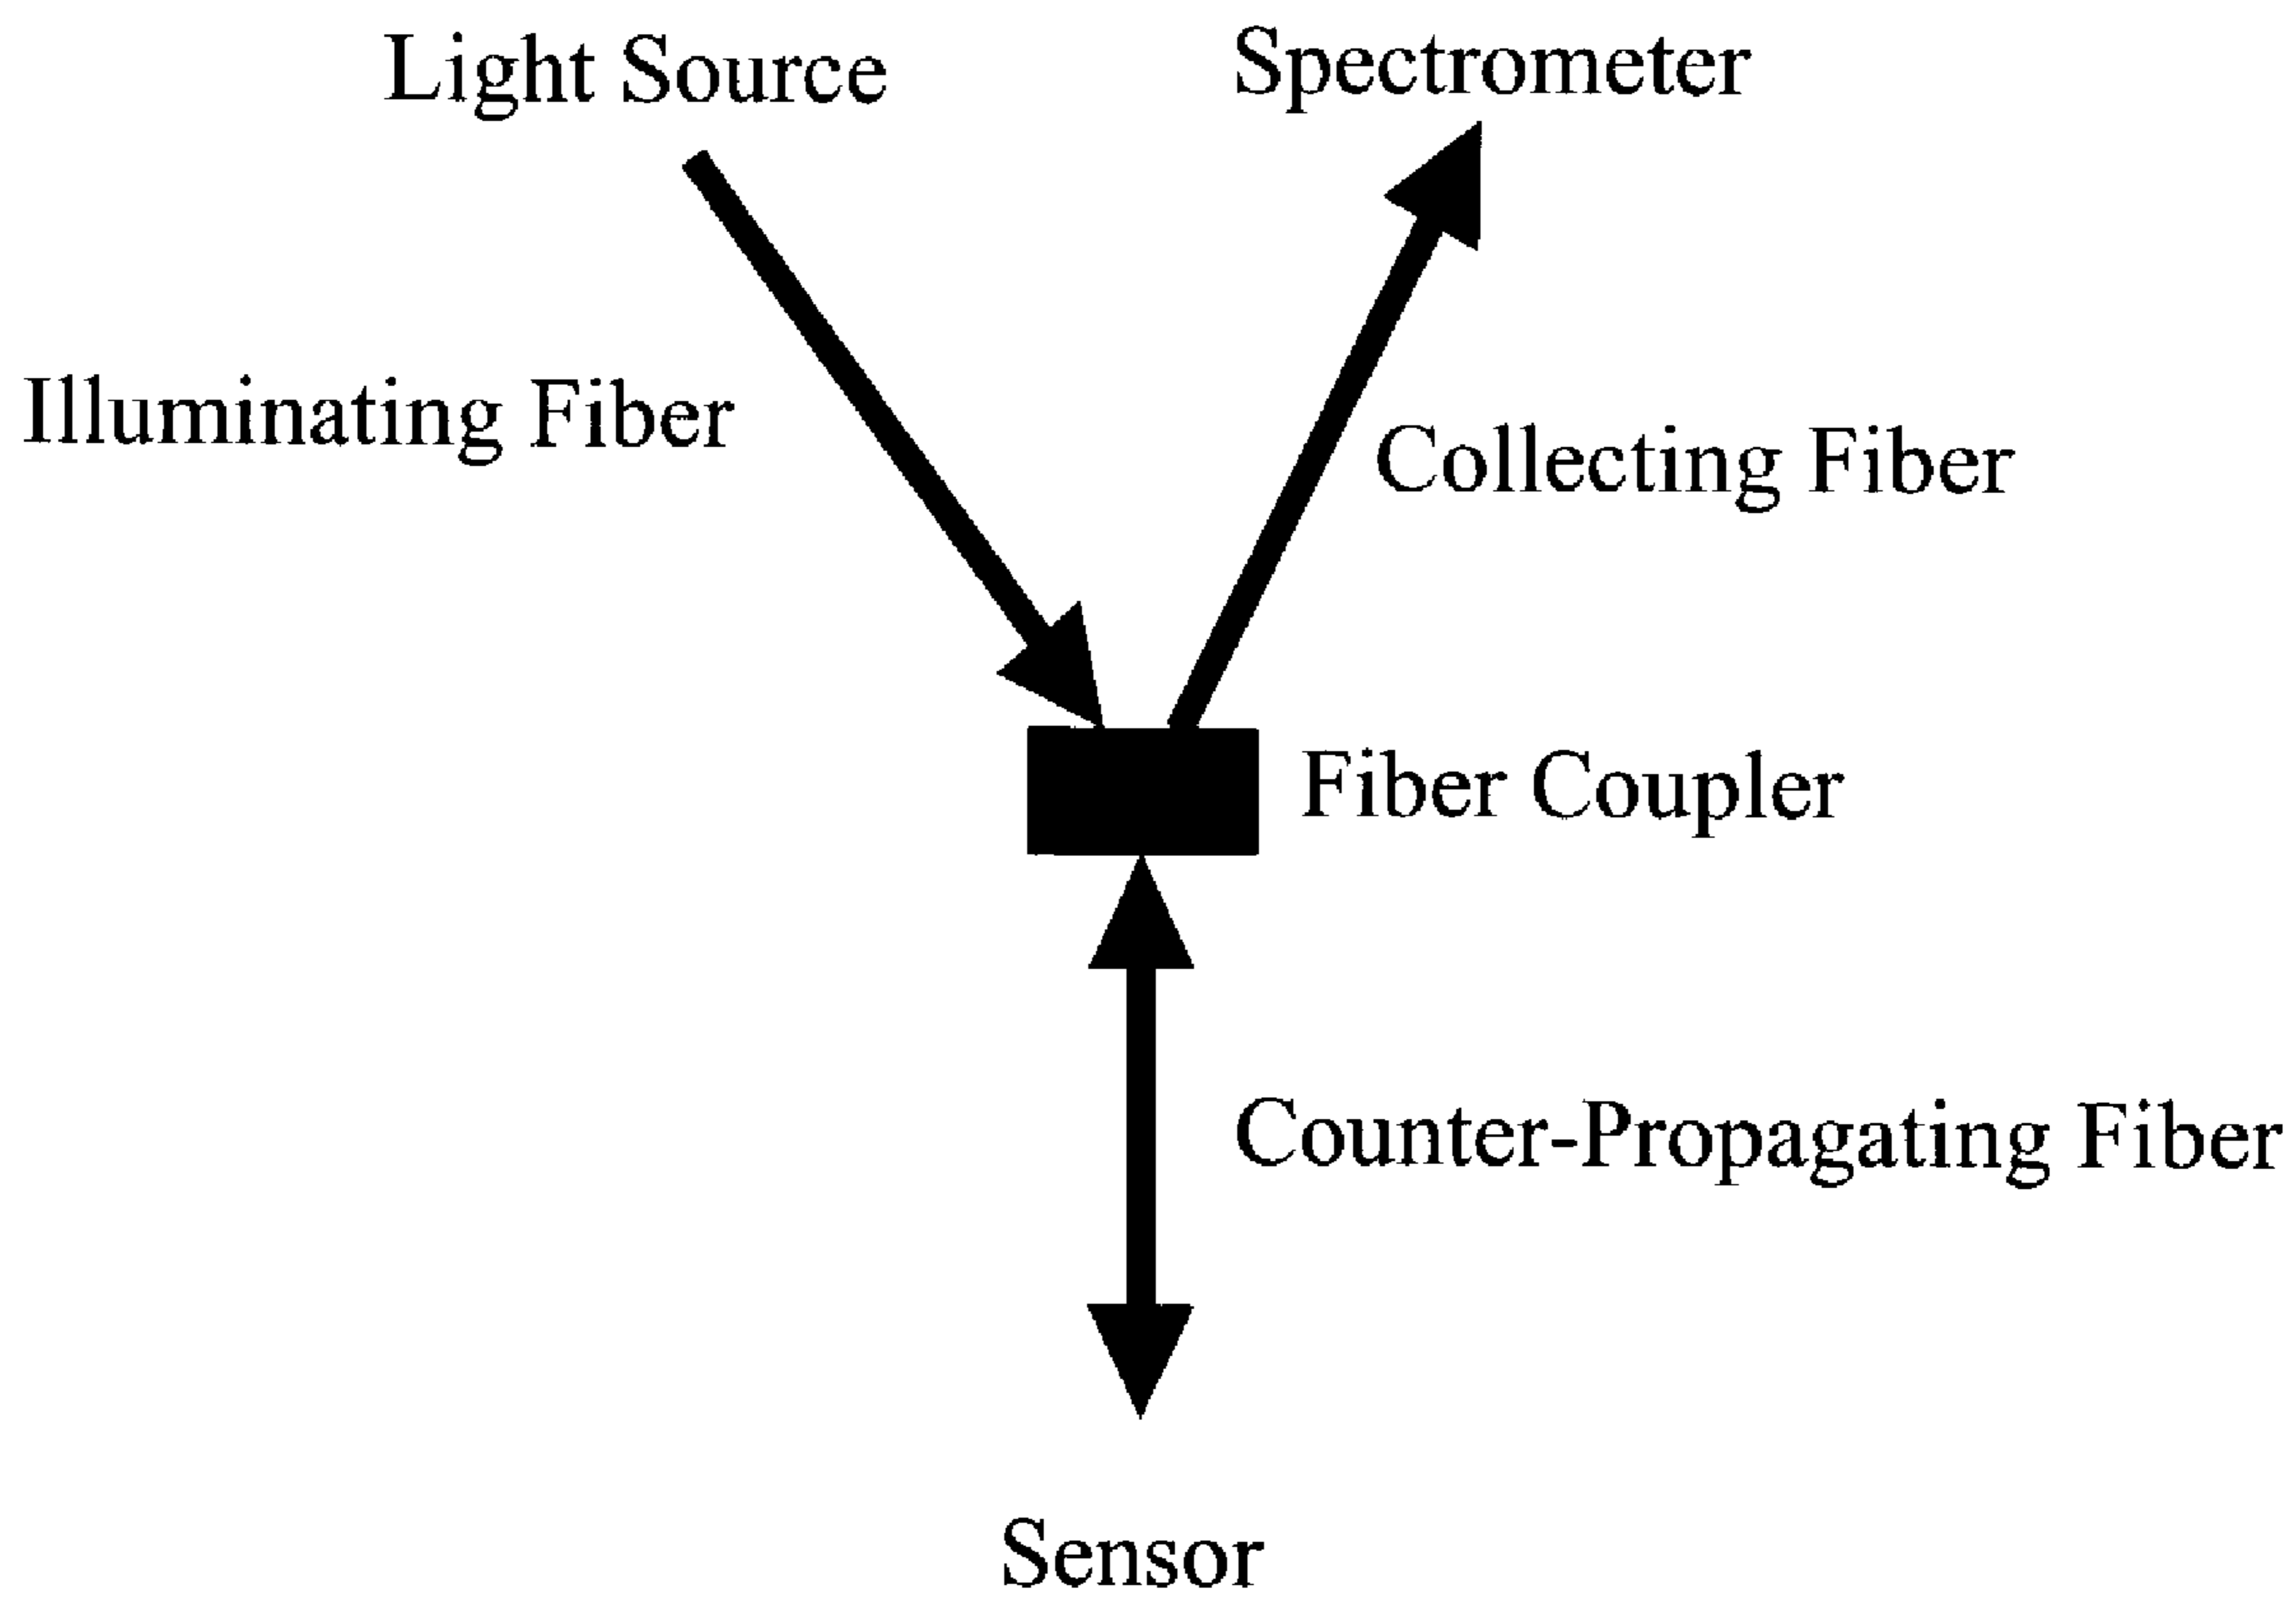 Light Source
Spectrometer
Illuminating Fiber
Collecting Fiber
Fiber Coupler
Counter-Propagating Fiber
Sensor